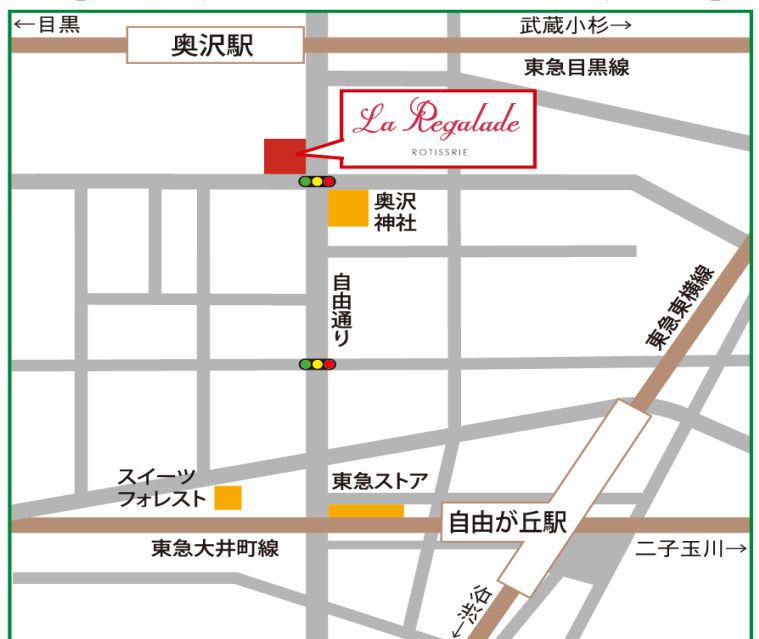 ←目黒
奥沢駅
武蔵小杉→
東急目黒線
La Regalade
ROTISSRIE
奥沢
神社
自由通り
東急東横線
スイーツ
フォレスト
東急ストア
自由が丘駅
東急大井町線
二子玉川→
←渋谷